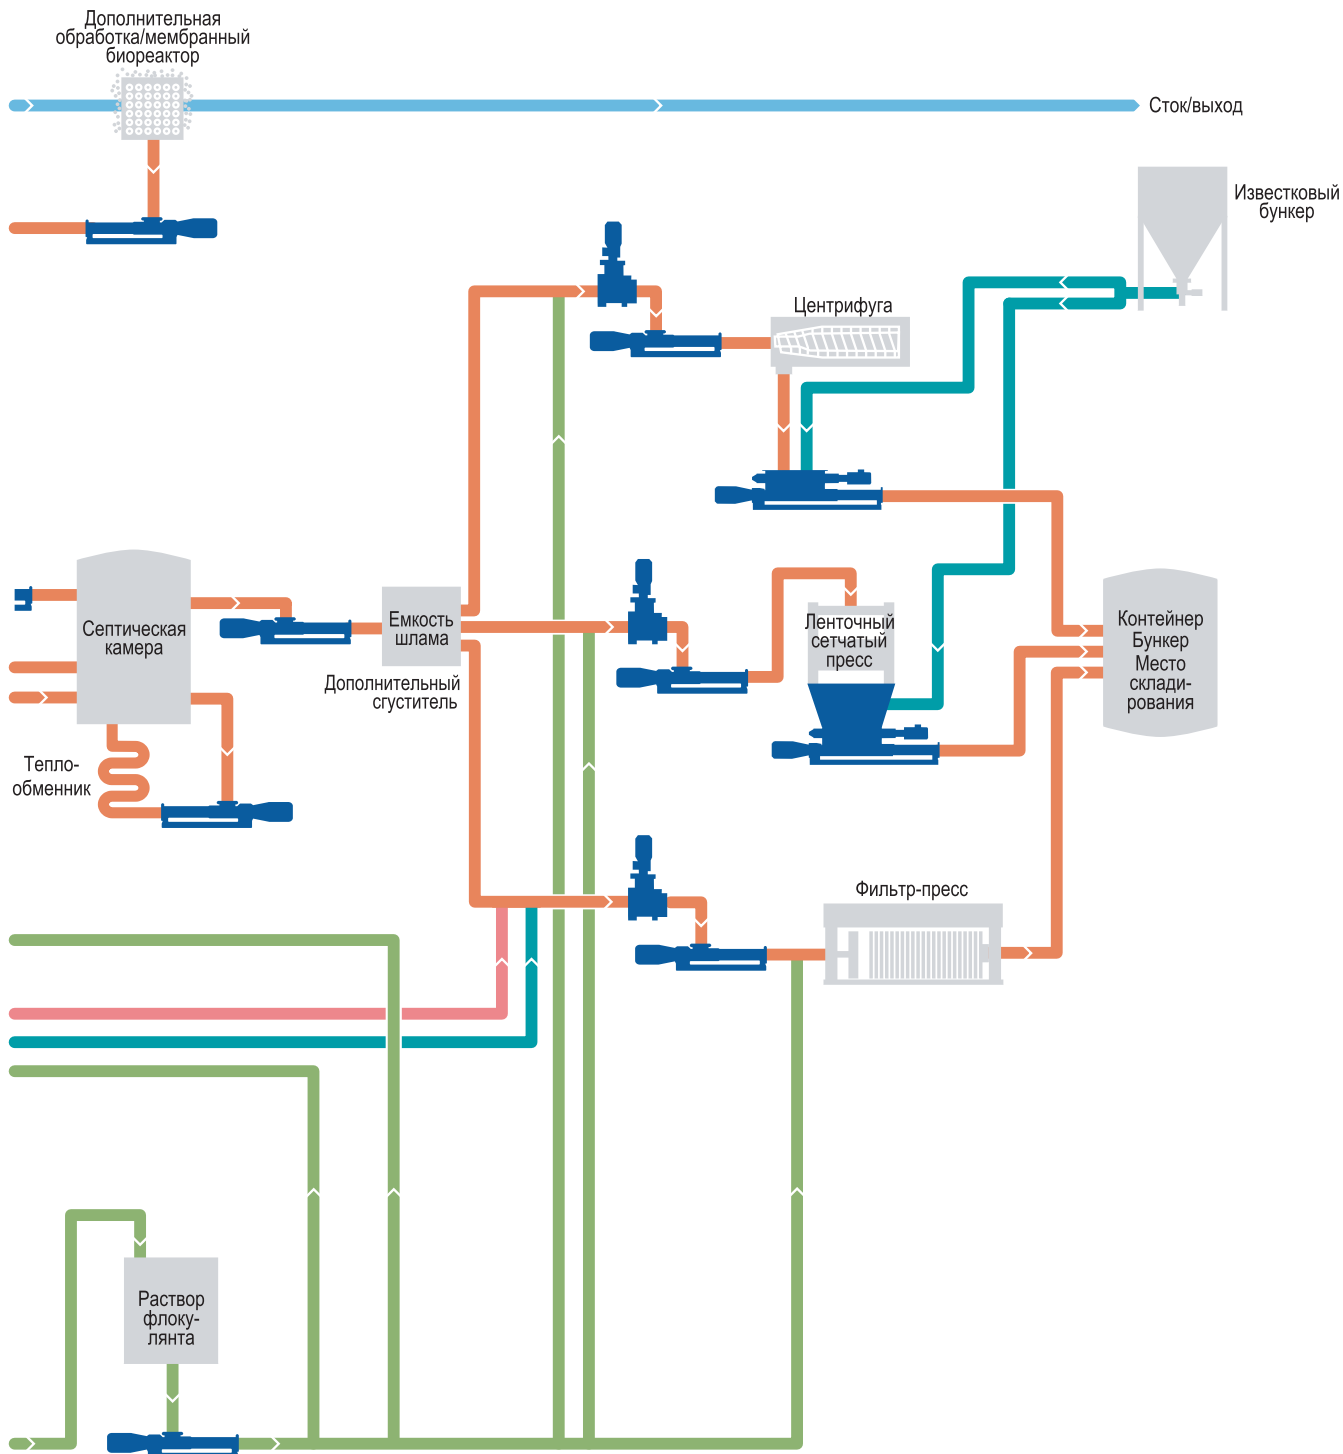 Дополнительная
обработка/мембранный
биореактор
Сток/выход
Известковый
бункер
Центрифуга
Септическая
камера
Емкость
шлама
Дополнительный
сгуститель
Ленточный
сетчатый
пресс
Контейнер
Бункер
Место
склади-
рования
Тепло-
обменник
Фильтр-пресс
Раствор
флоку-
лянта